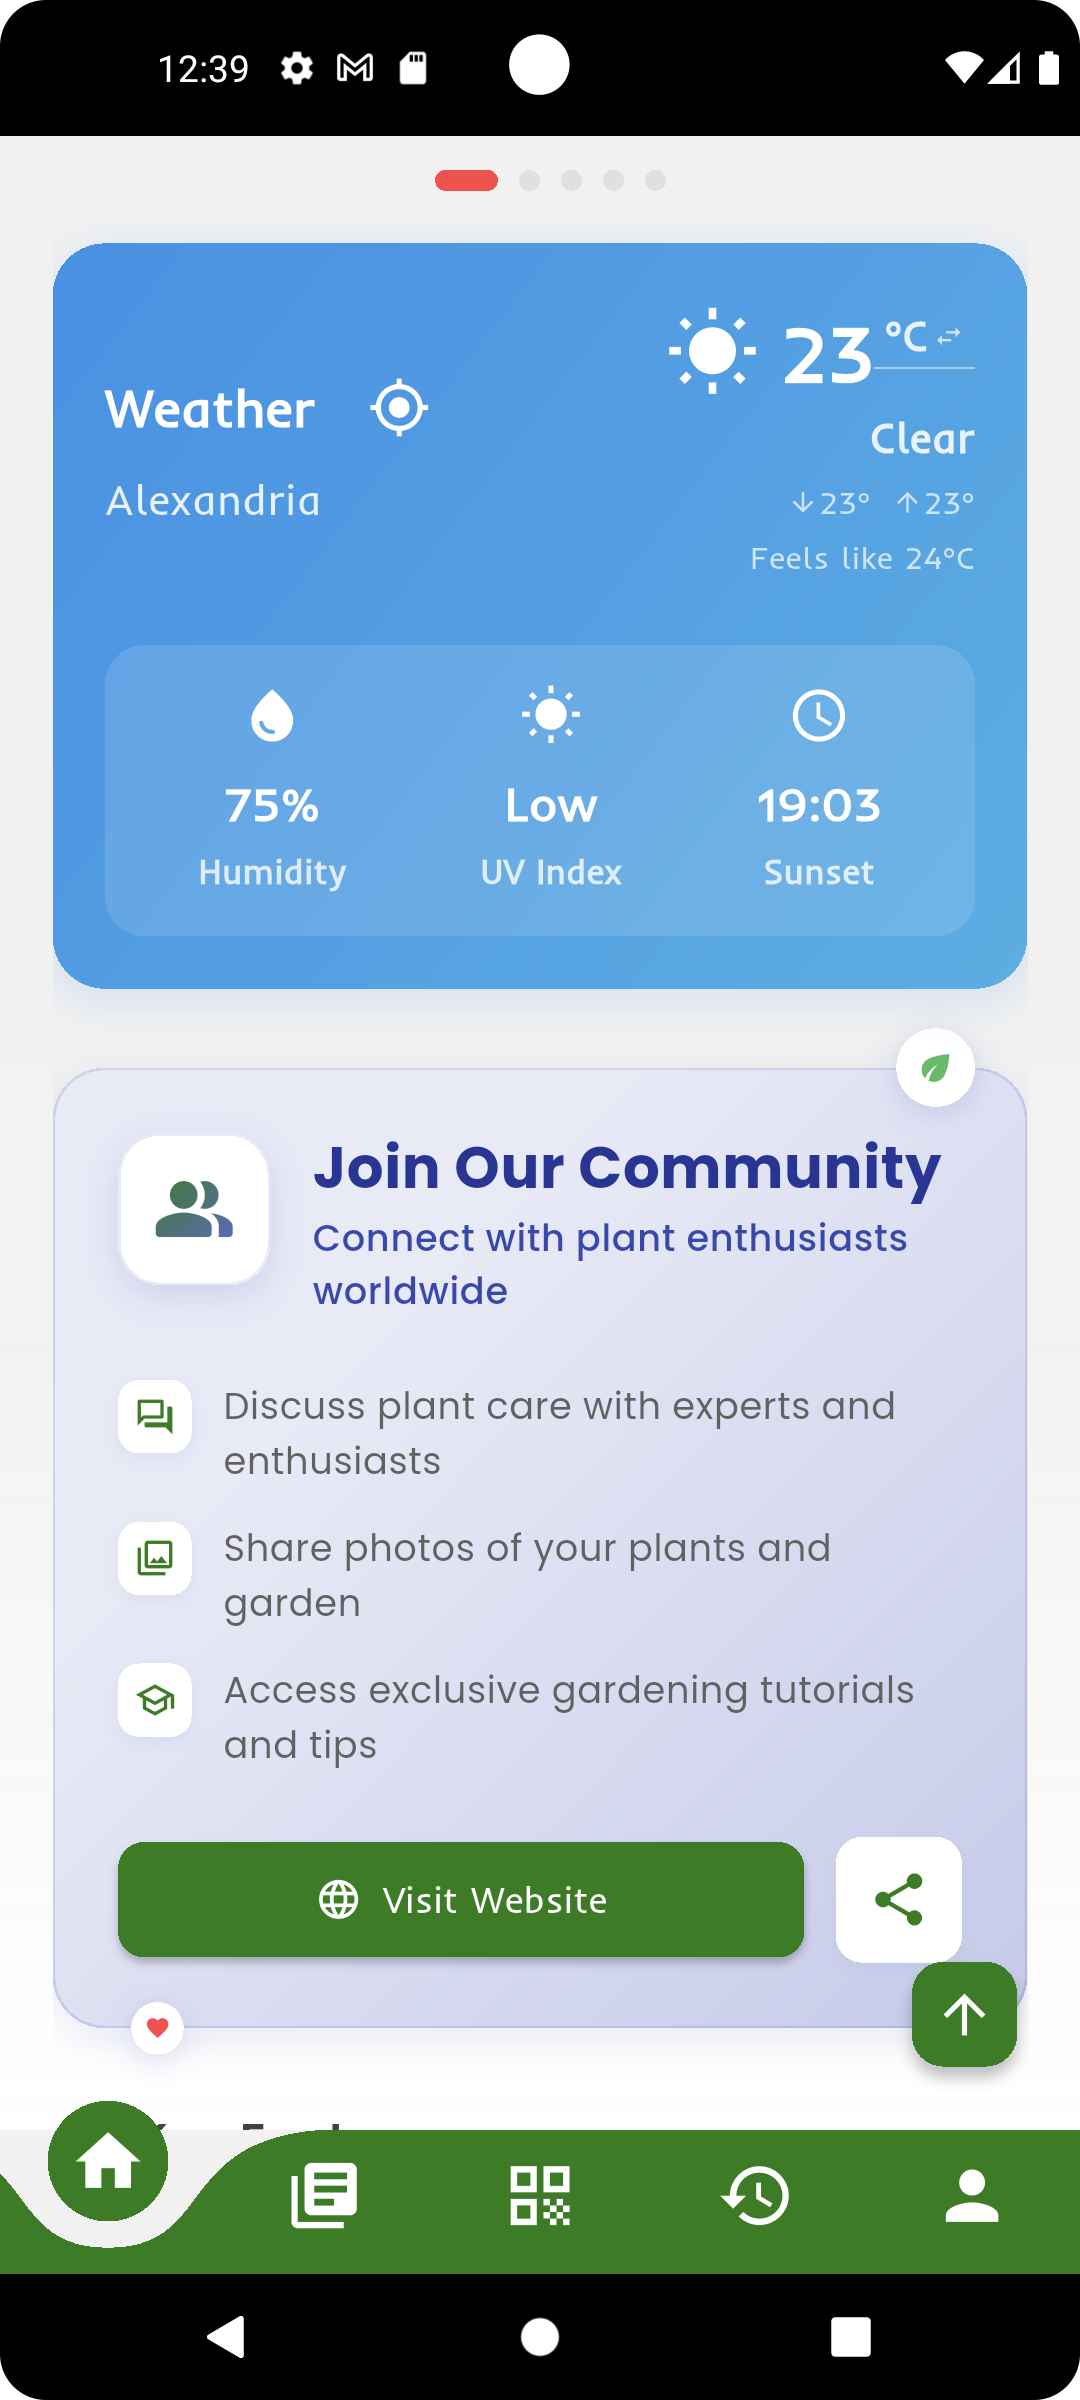 12:39
23 °C
Weather
Clear
Alexandria
↓23° ↑23°
Feels like 24°C
75%
Low
19:03
Humidity
UV Index
Sunset
Join Our Community
Connect with plant enthusiasts
worldwide
Discuss plant care with experts and
enthusiasts
Share photos of your plants and
garden
Access exclusive gardening tutorials
and tips
Visit Website